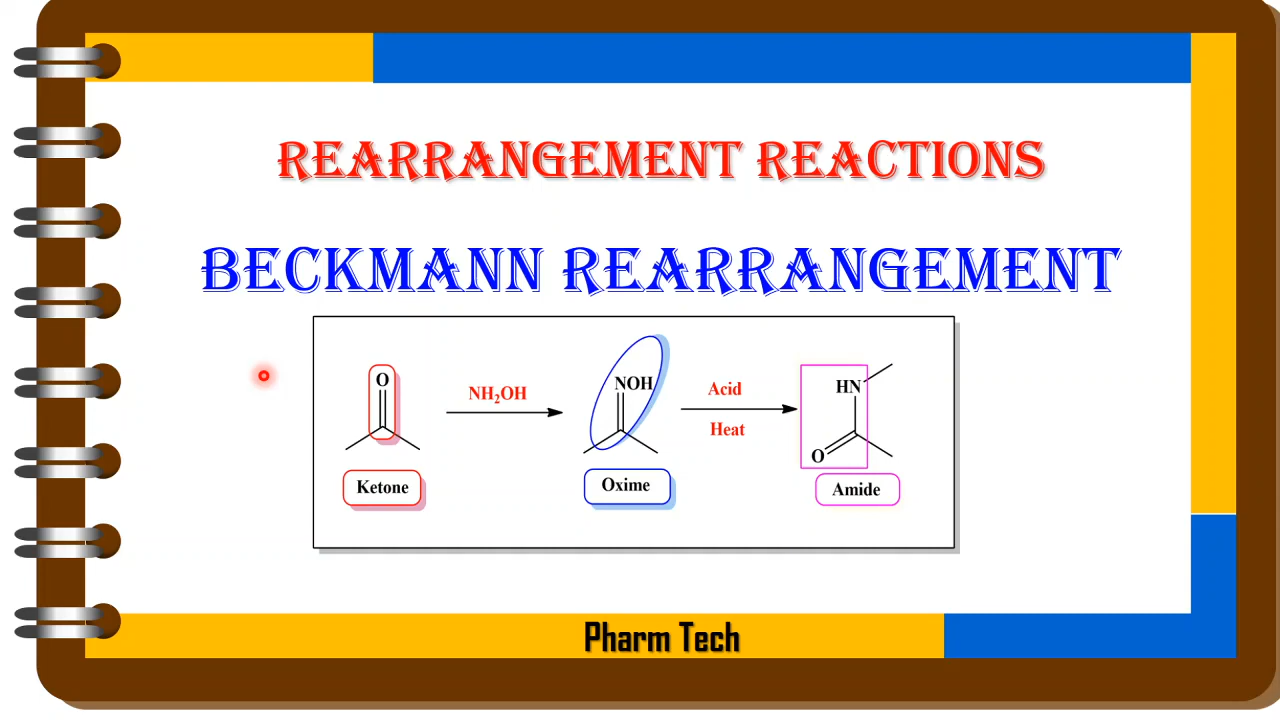 REARRANGEMENT REACTIONS
BECKMANN REARRANGEMENT
O
NH₂OH
NOH
Acid
Heat
HN
O
Ketone
Oxime
Amide
Pharm Tech